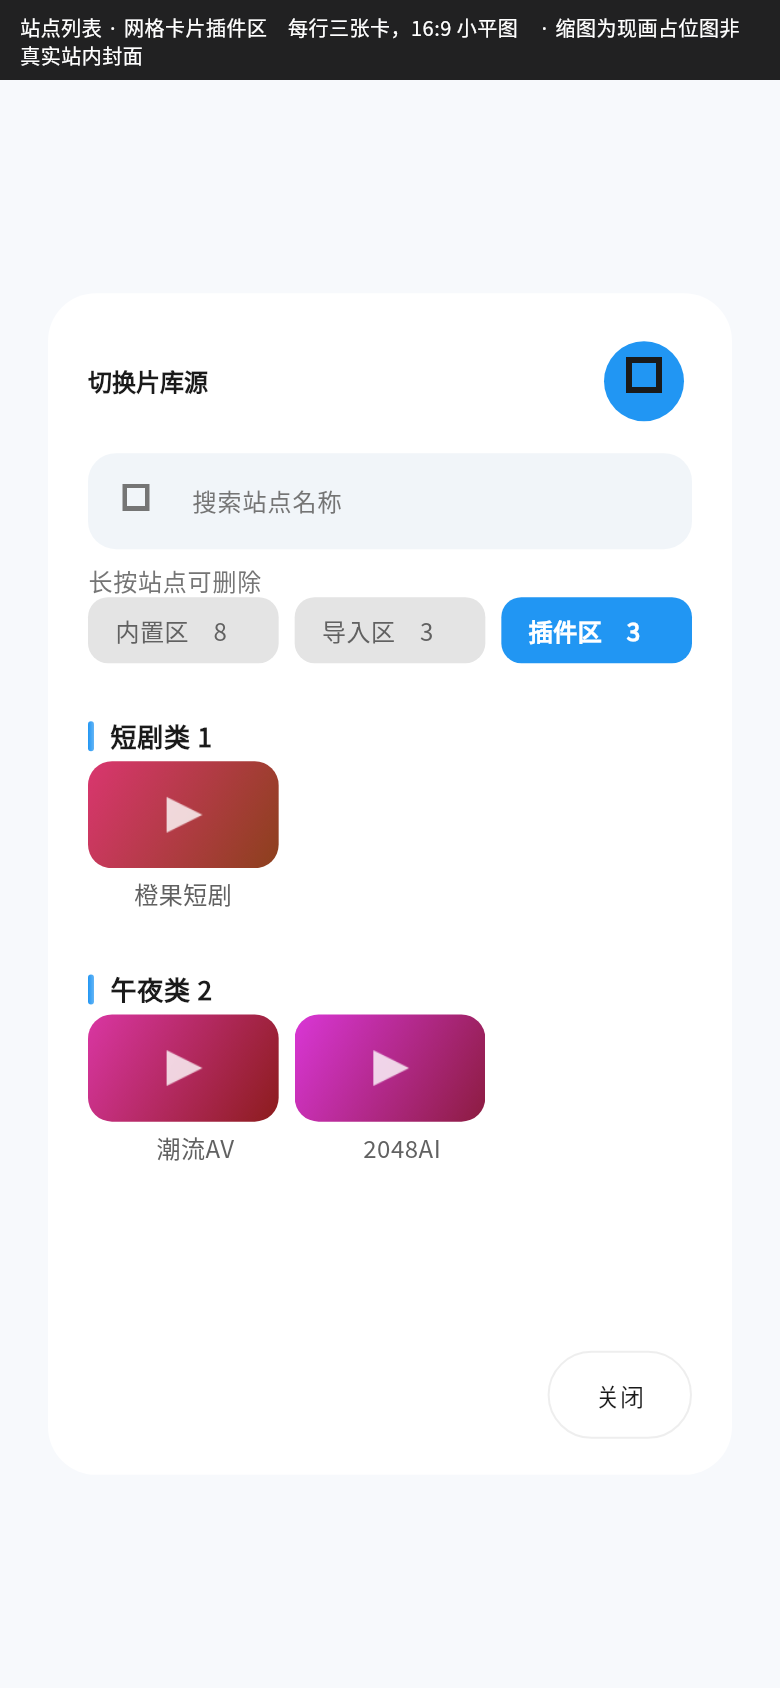 站点列表 · 网格卡片插件区　每行三张卡，16:9 小平图　· 缩图为现画占位图非
真实站内封面
切换片库源
搜索站点名称
长按站点可删除
内置区　8
导入区　3
插件区　3
短剧类 1
橙果短剧
午夜类 2
潮流AV
2048AI
关闭